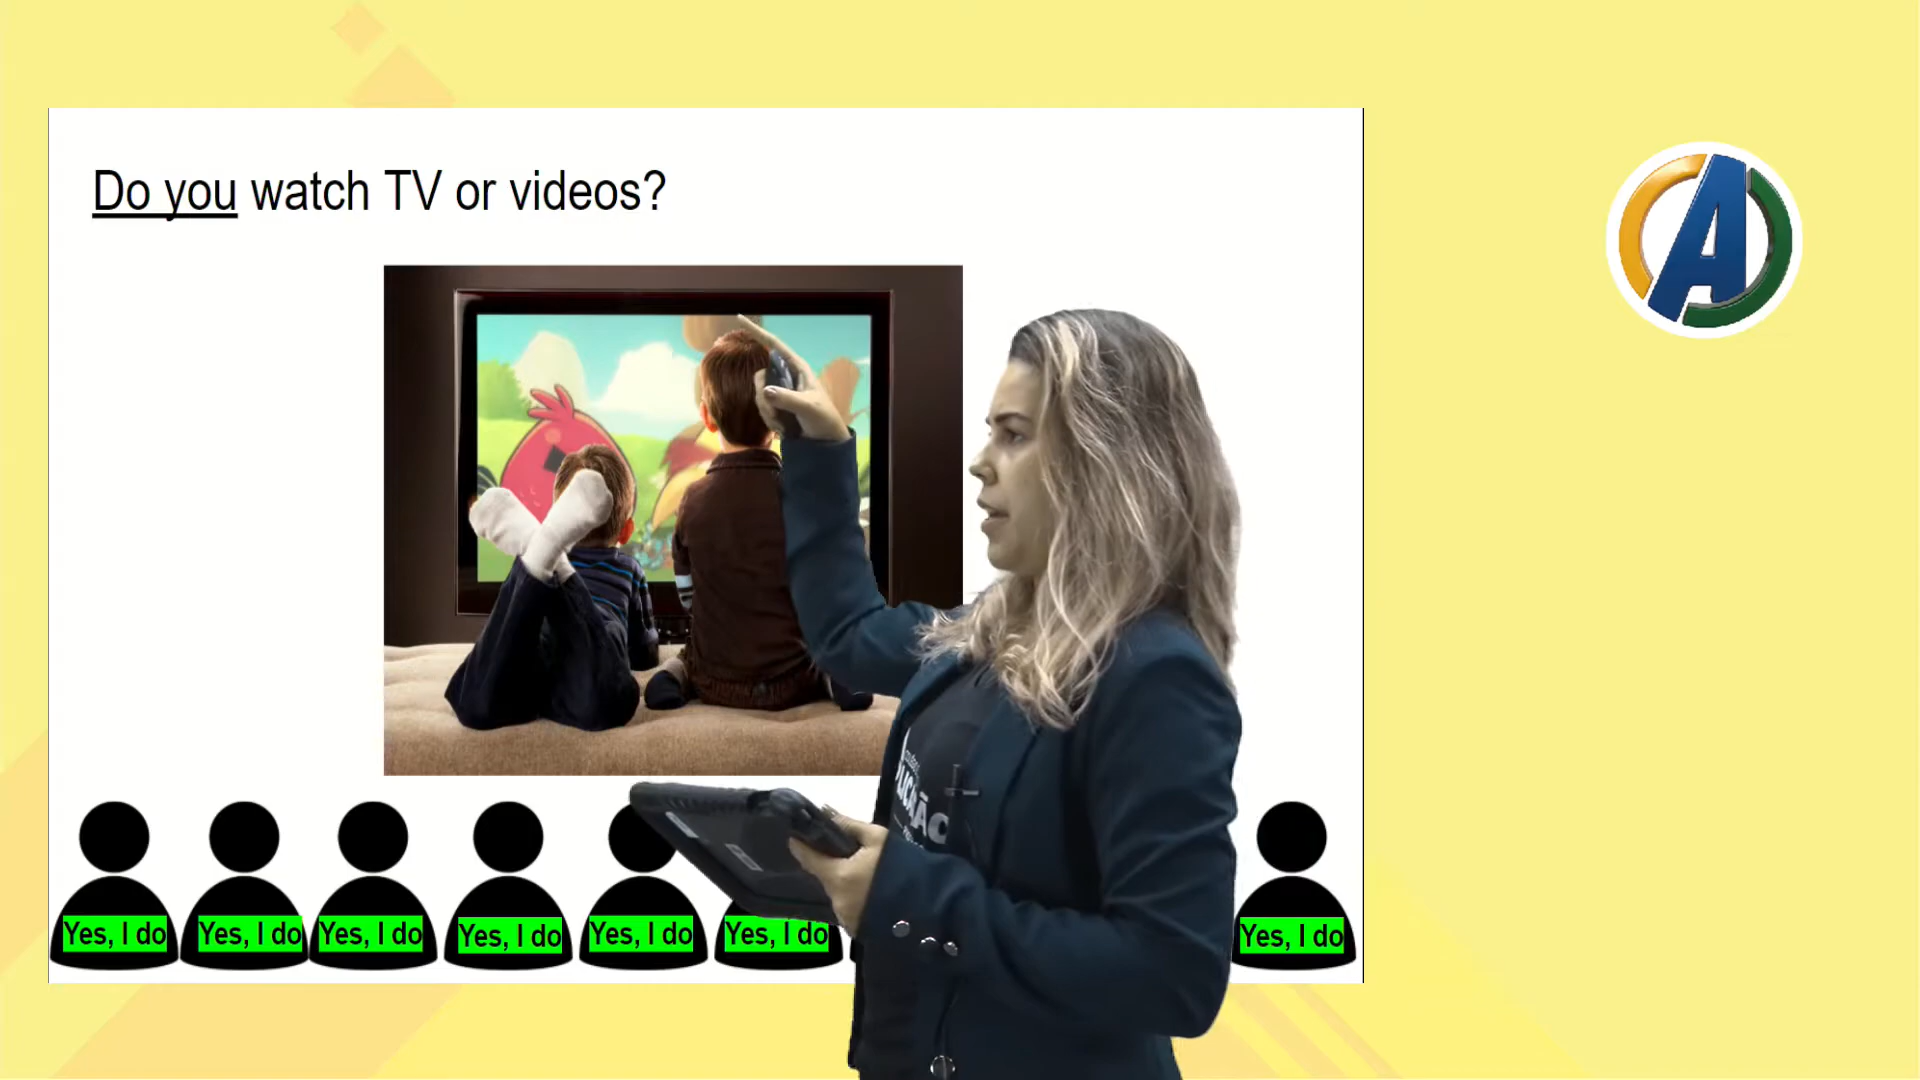 Do you watch TV or videos?
UCAÇÃO
Yes, I do Yes, I do Yes, I do Yes, I do Yes, I do Yes, I do Yes, I do
A